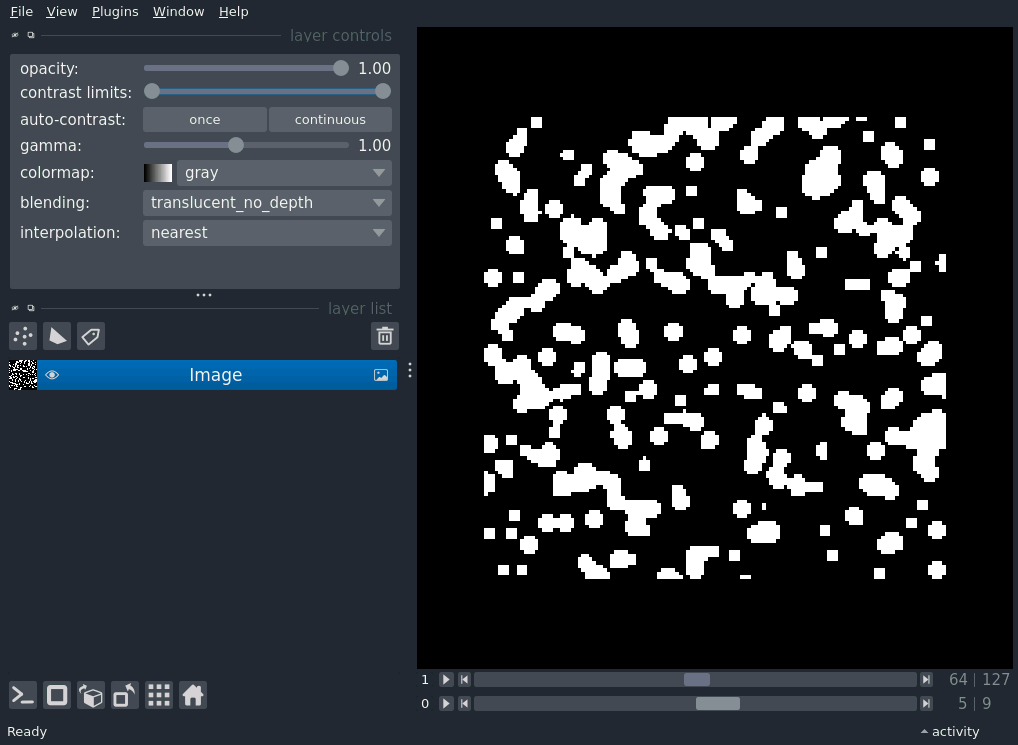 File View Plugins Window Help
layer controls
opacity: 1.00
contrast limits:
auto-contrast: once continuous
gamma: 1.00
colormap: gray
blending: translucent_no_depth
interpolation: nearest
layer list
Image
1 64 | 127
0 5 | 9
Ready activity